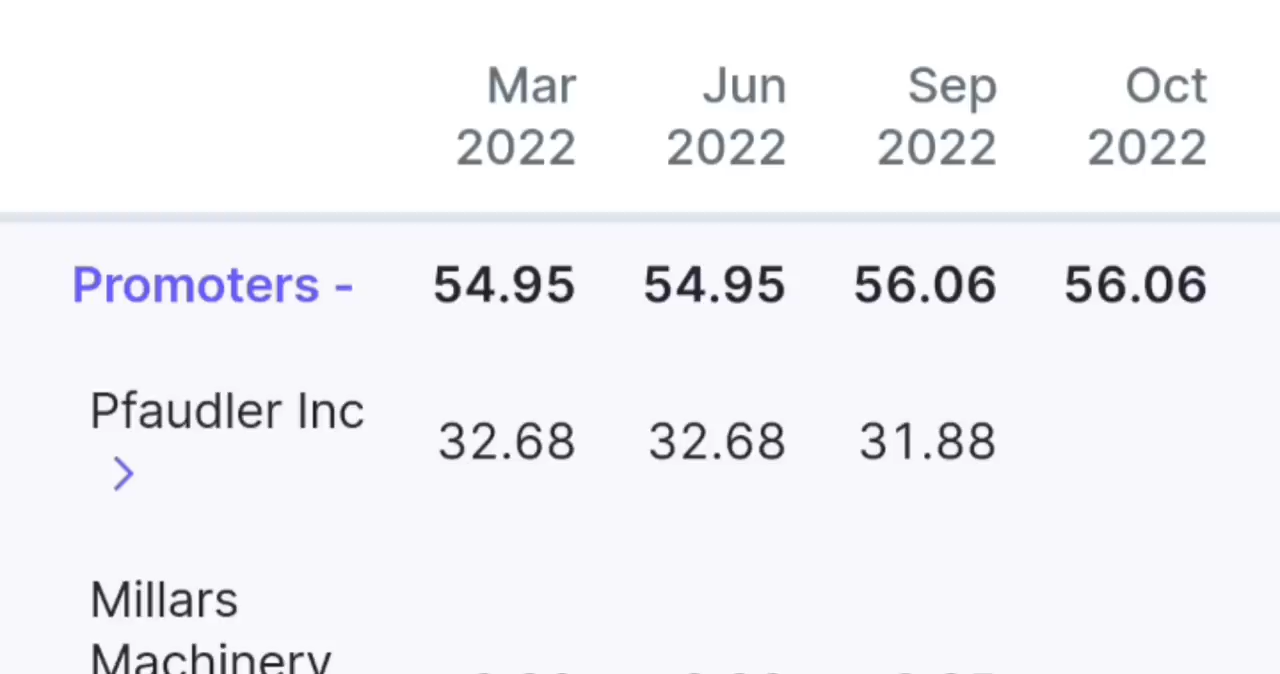 Mar Jun Sep Oct
2022 2022 2022 2022
Promoters - 54.95 54.95 56.06 56.06
Pfaudler Inc
32.68 32.68 31.88
Millars
Machinery